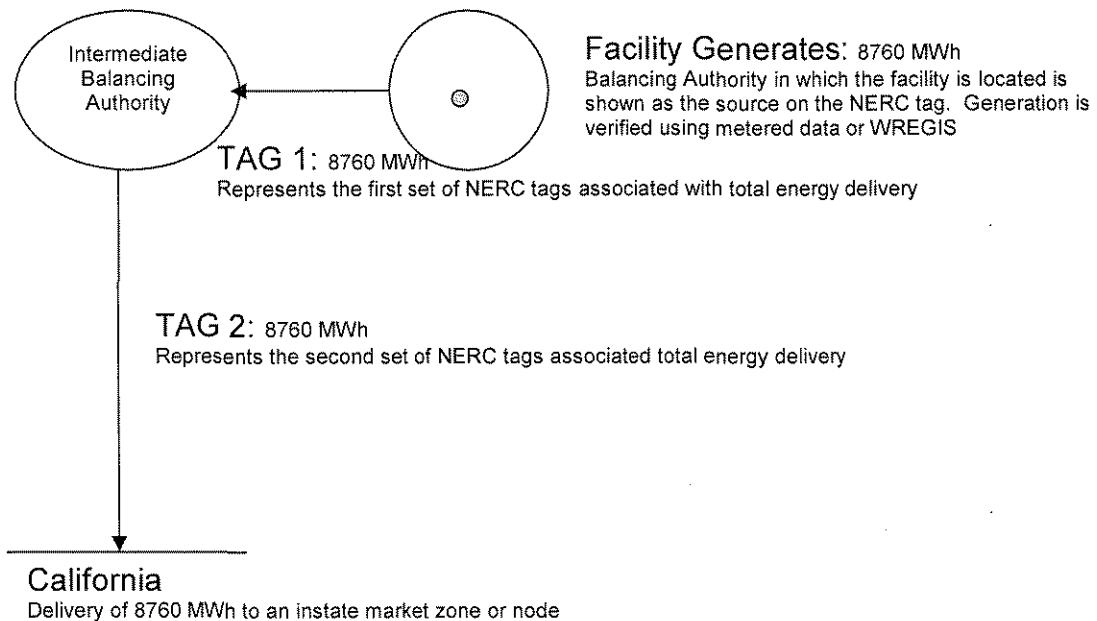 Intermediate
Balancing
Authority
Facility Generates: 8760 MWh
Balancing Authority in which the facility is located is
shown as the source on the NERC tag. Generation is
verified using metered data or WREGIS
TAG 1: 8760 MWh
Represents the first set of NERC tags associated with total energy delivery
TAG 2: 8760 MWh
Represents the second set of NERC tags associated total energy delivery
California
Delivery of 8760 MWh to an instate market zone or node